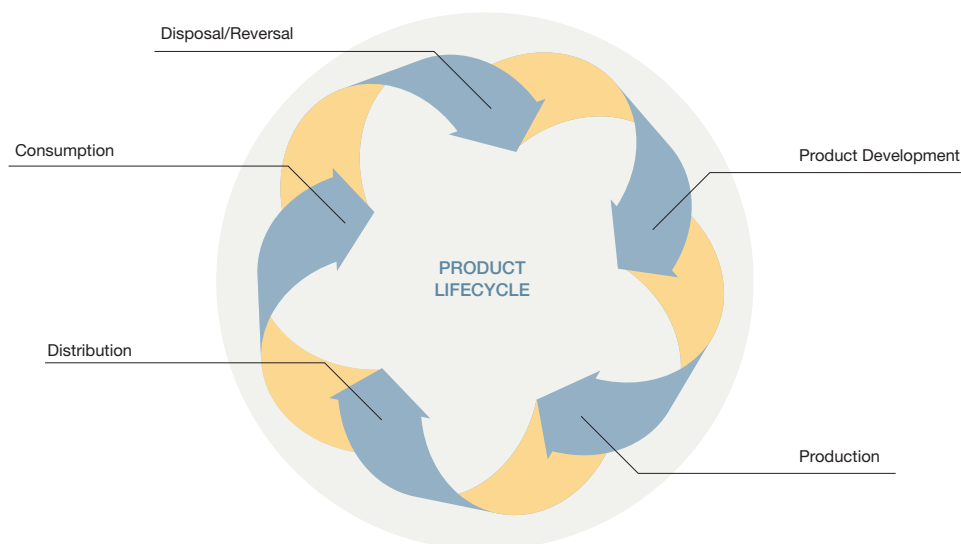 Disposal/Reversal
Consumption
Product Development
PRODUCT
LIFECYCLE
Distribution
Production